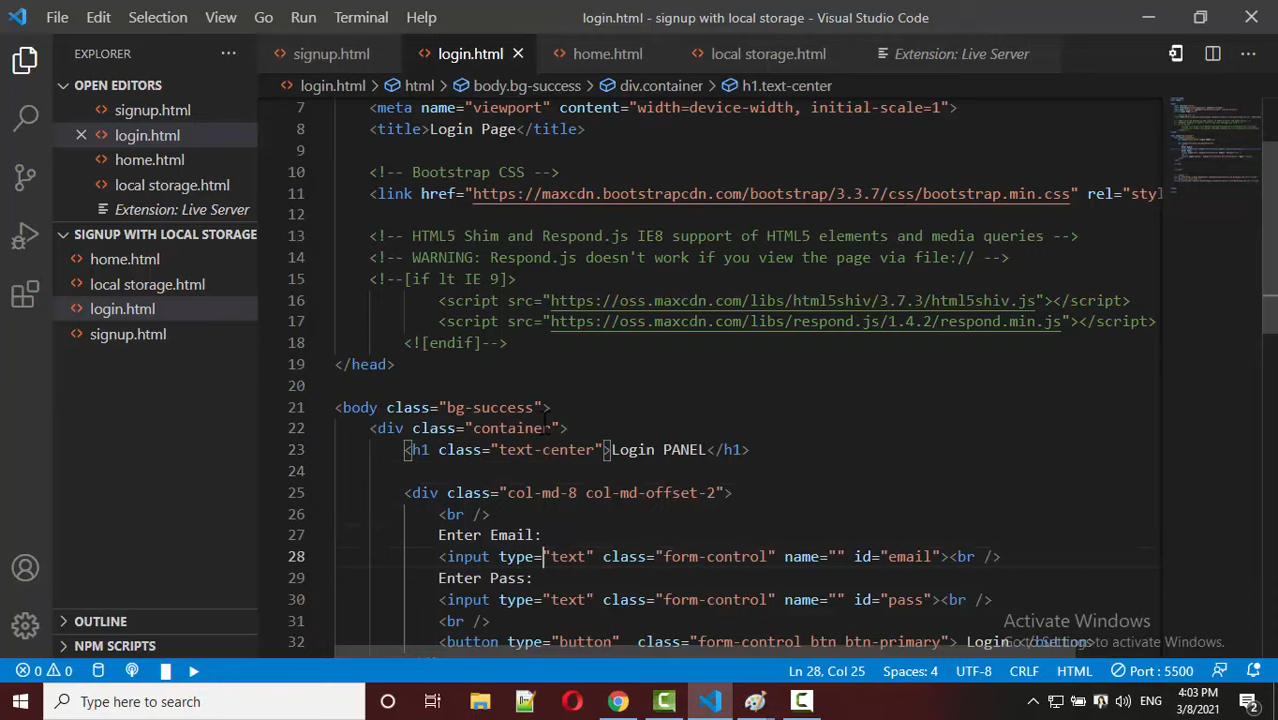 File Edit Selection View Go Run Terminal Help login.html - signup with local storage - Visual Studio Code
EXPLORER
signup.html login.html home.html local storage.html Extension: Live Server
OPEN EDITORS
signup.html
login.html
home.html
local storage.html
Extension: Live Server
SIGNUP WITH LOCAL STORAGE
home.html
local storage.html
login.html
signup.html
OUTLINE
NPM SCRIPTS
login.html > html > body.bg-success > div.container > h1.text-center
7 <meta name="viewport" content="width=device-width, initial-scale=1">
8 <title>Login Page</title>
9
10 <!-- Bootstrap CSS -->
11 <link href="https://maxcdn.bootstrapcdn.com/bootstrap/3.3.7/css/bootstrap.min.css" rel="styl
12
13 <!-- HTML5 Shim and Respond.js IE8 support of HTML5 elements and media queries -->
14 <!-- WARNING: Respond.js doesn't work if you view the page via file:// -->
15 <!--[if lt IE 9]>
16 <script src="https://oss.maxcdn.com/libs/html5shiv/3.7.3/html5shiv.js"></script>
17 <script src="https://oss.maxcdn.com/libs/respond.js/1.4.2/respond.min.js"></script>
18 <![endif]-->
19 </head>
20
21 <body class="bg-success">
22 <div class="container">
23 <h1 class="text-center">Login PANEL</h1>
24
25 <div class="col-md-8 col-md-offset-2">
26 <br />
27 Enter Email:
28 <input type="text" class="form-control" name="" id="email"><br />
29 Enter Pass:
30 <input type="text" class="form-control" name="" id="pass"><br />
31 <br />
32 <button type="button" class="form-control btn btn-primary"> Login </button>
Activate Windows
Go to Settings to activate Windows.
0 0 Ln 28, Col 25 Spaces: 4 UTF-8 CRLF HTML Port : 5500
Type here to search
ENG
4:03 PM
3/8/2021
2